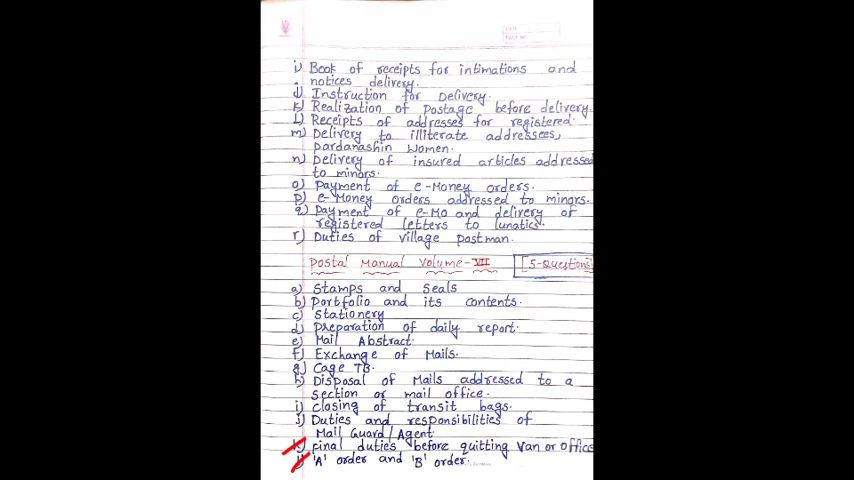 i) Book of receipts for intimations and
notices delivery.
j) Instruction for Delivery.
k) Realization of Postage before delivery.
L) Receipts of addresses for registered.
m) Delivery to illiterate addressees,
Pardanashin Women.
n) Delivery of insured articles addressed
to minors.
o) Payment of e-Money orders.
p) e-Money orders addressed to minors.
q) Payment of e-MO and delivery of
registered letters to lunatics.
r) Duties of village postman.
Postal Manual Volume-VII [5-Questions
a) Stamps and Seals
b) Portfolio and its contents.
c) Stationery
d) Preparation of daily report.
e) Mail Abstract.
f) Exchange of Mails.
g) Cage TB.
h) Disposal of Mails addressed to a
section or mail office.
i) Closing of transit bags.
j) Duties and responsibilities of
Mail Guard/Agent
k) Final duties before quitting Van or office
l) 'A' order and 'B' order.